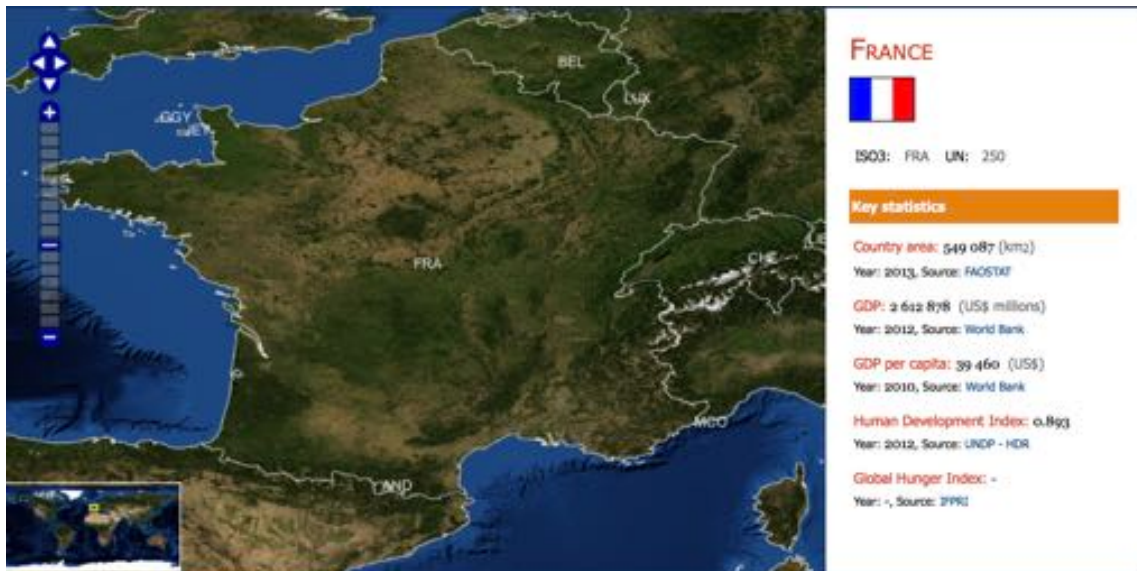 BEL
LUX
GGY
JEY
FRA
CHE
MCO
AND
FRANCE
ISO3: FRA UN: 250
Key statistics
Country area: 549 087 (km2)
Year: 2013, Source: FAOSTAT
GDP: 2 612 878 (US$ millions)
Year: 2012, Source: World Bank
GDP per capita: 39 460 (US$)
Year: 2010, Source: World Bank
Human Development Index: 0.893
Year: 2012, Source: UNDP - HDR
Global Hunger Index: -
Year: -, Source: IFPRI